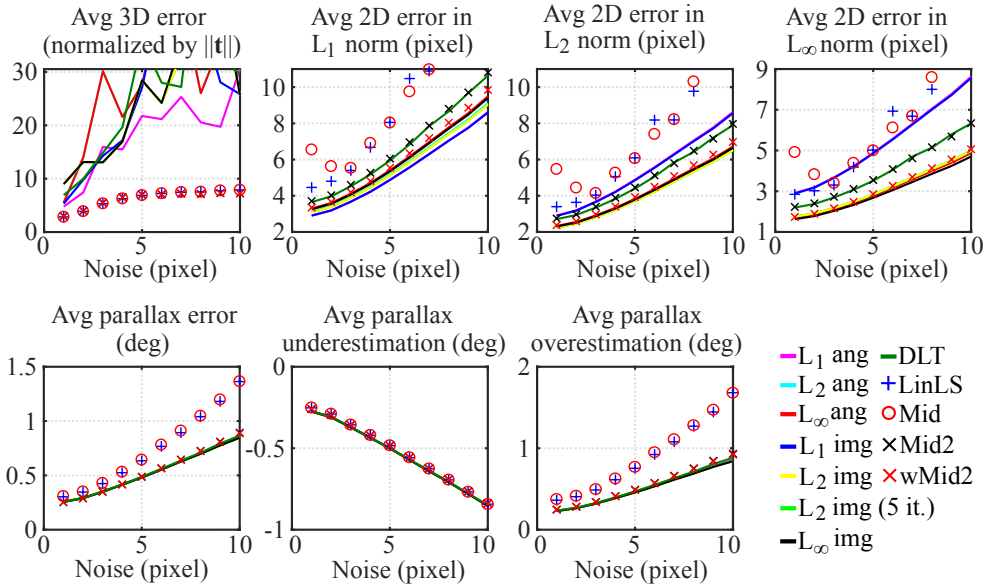 Avg 3D error
(normalized by ||t||)
30
20
10
0
0
5
10
Noise (pixel)
Avg 2D error in
L1 norm (pixel)
10
8
6
4
2
0
5
10
Noise (pixel)
Avg 2D error in
L2 norm (pixel)
10
8
6
4
2
0
5
10
Noise (pixel)
Avg 2D error in
L∞ norm (pixel)
9
7
5
3
1
0
5
10
Noise (pixel)
Avg parallax error
(deg)
1.5
1
0.5
0
0
5
10
Noise (pixel)
Avg parallax
underestimation (deg)
0
-0.5
-1
0
5
10
Noise (pixel)
Avg parallax
overestimation (deg)
2
1
0
0
5
10
Noise (pixel)
L1 ang
L2 ang
L∞ ang
L1 img
L2 img
L2 img (5 it.)
L∞ img
DLT
LinLS
Mid
Mid2
wMid2